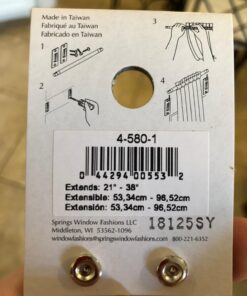 Made in Taiwan
Fabriqué au Taiwan
Fabricado en Taiwan
1
2
3
4
4-580-1
0 44294 00553 2
Extends: 21" - 38"
Extensible: 53,34cm - 96,52cm
Extensión: 53,34cm - 96,52cm
Springs Window Fashions LLC
Middleton, WI 53562-1096
windowfashions@springswindowfashions.com 800-221-6352
18125SY